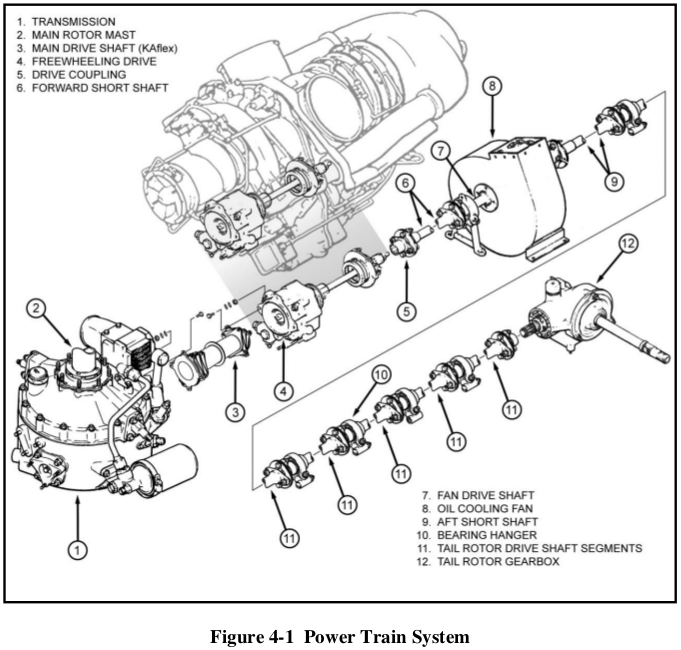 1. TRANSMISSION
2. MAIN ROTOR MAST
3. MAIN DRIVE SHAFT (KAflex)
4. FREEWHEELING DRIVE
5. DRIVE COUPLING
6. FORWARD SHORT SHAFT
8
7
9
6
12
2
5
4
3
10
11
11
11
11
11
1
7. FAN DRIVE SHAFT
8. OIL COOLING FAN
9. AFT SHORT SHAFT
10. BEARING HANGER
11. TAIL ROTOR DRIVE SHAFT SEGMENTS
12. TAIL ROTOR GEARBOX
Figure 4-1 Power Train System